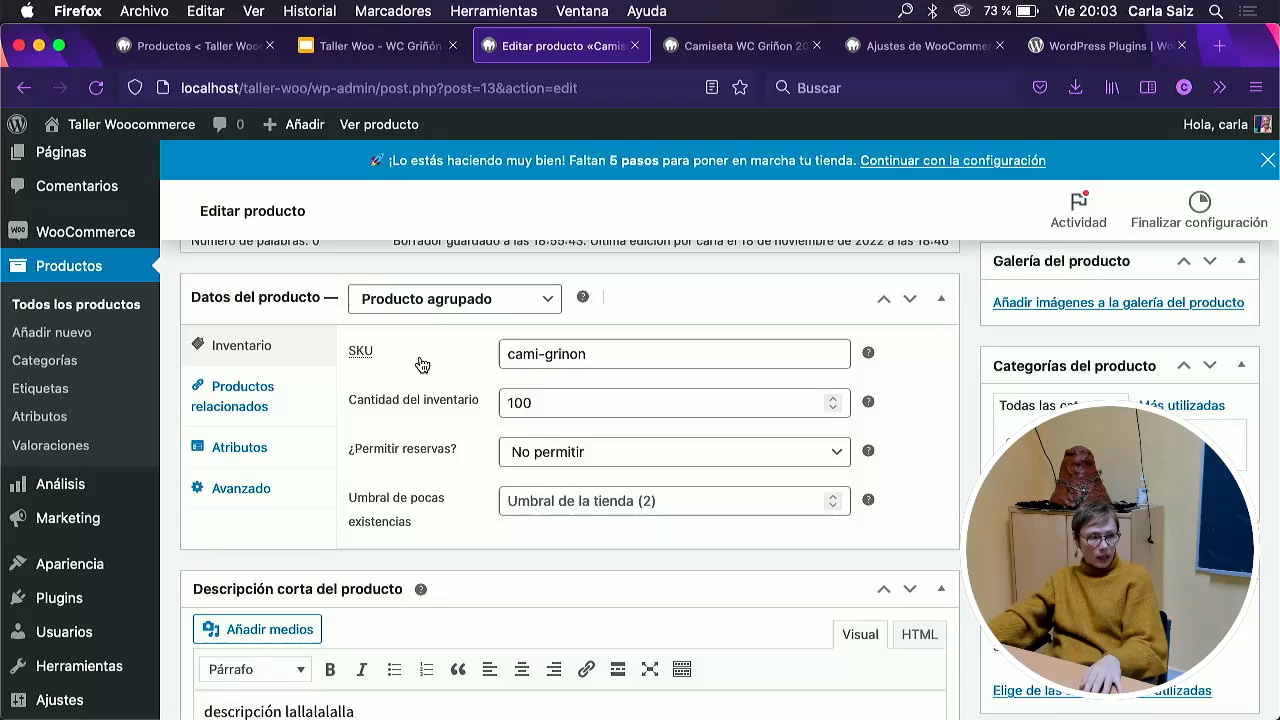 Firefox Archivo Editar Ver Historial Marcadores Herramientas Ventana Ayuda 73 % Vie 20:03 Carla Saiz
Productos < Taller Woo
Taller Woo - WC Griñón
Editar producto «Camis
Camiseta WC Griñon 20
Ajustes de WooCommer
WordPress Plugins | Wo
localhost/taller-woo/wp-admin/post.php?post=13&action=edit
Buscar
Taller Woocommerce 0 Añadir Ver producto Hola, carla
🚀 ¡Lo estás haciendo muy bien! Faltan 5 pasos para poner en marcha tu tienda. Continuar con la configuración
Páginas
Comentarios
WooCommerce
Productos
Todos los productos
Añadir nuevo
Categorías
Etiquetas
Atributos
Valoraciones
Análisis
Marketing
Apariencia
Plugins
Usuarios
Herramientas
Ajustes
Editar producto
Actividad
Finalizar configuración
Número de palabras: 0 Borrador guardado a las 18:55:43. Última edición por carla el 18 de noviembre de 2022 a las 18:46
Datos del producto — Producto agrupado
Inventario
Productos relacionados
Atributos
Avanzado
SKU cami-grinon
Cantidad del inventario 100
¿Permitir reservas? No permitir
Umbral de pocas existencias Umbral de la tienda (2)
Descripción corta del producto
Añadir medios
Visual HTML
Párrafo
descripción lallalalalla
Galería del producto
Añadir imágenes a la galería del producto
Categorías del producto
Todas las
Más utilizadas
Elige de las
utilizadas